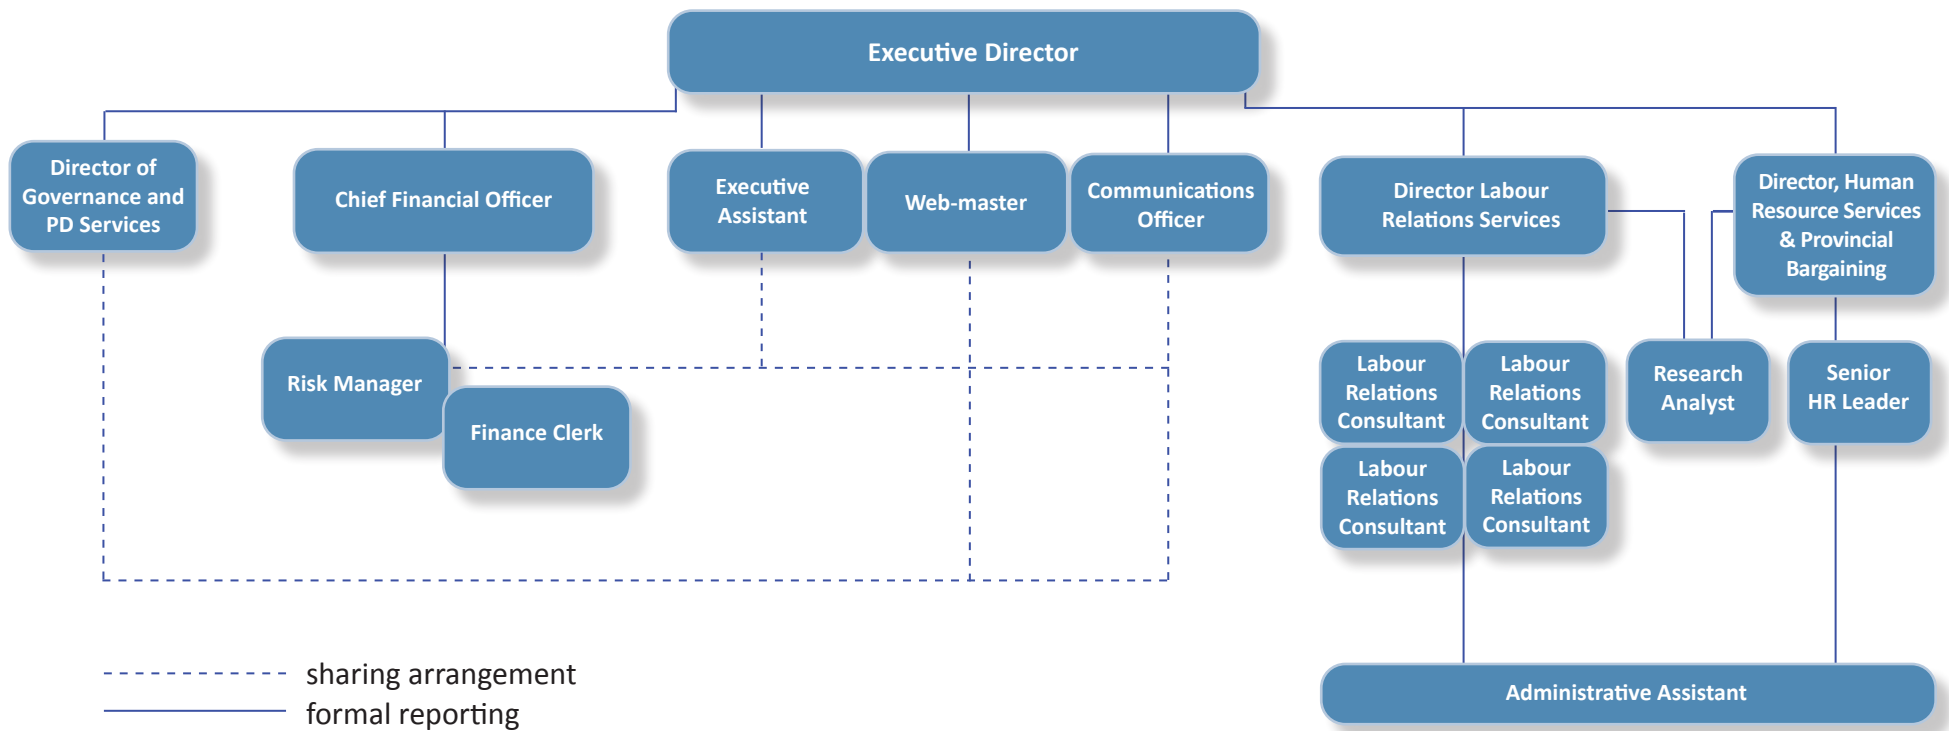 Executive Director
Director of
Governance and
PD Services
Chief Financial Officer
Executive
Assistant
Web-master
Communications
Officer
Director Labour
Relations Services
Director, Human
Resource Services
& Provincial
Bargaining
Risk Manager
Finance Clerk
Labour
Relations
Consultant
Labour
Relations
Consultant
Labour
Relations
Consultant
Labour
Relations
Consultant
Research
Analyst
Senior
HR Leader
Administrative Assistant
sharing arrangement
formal reporting